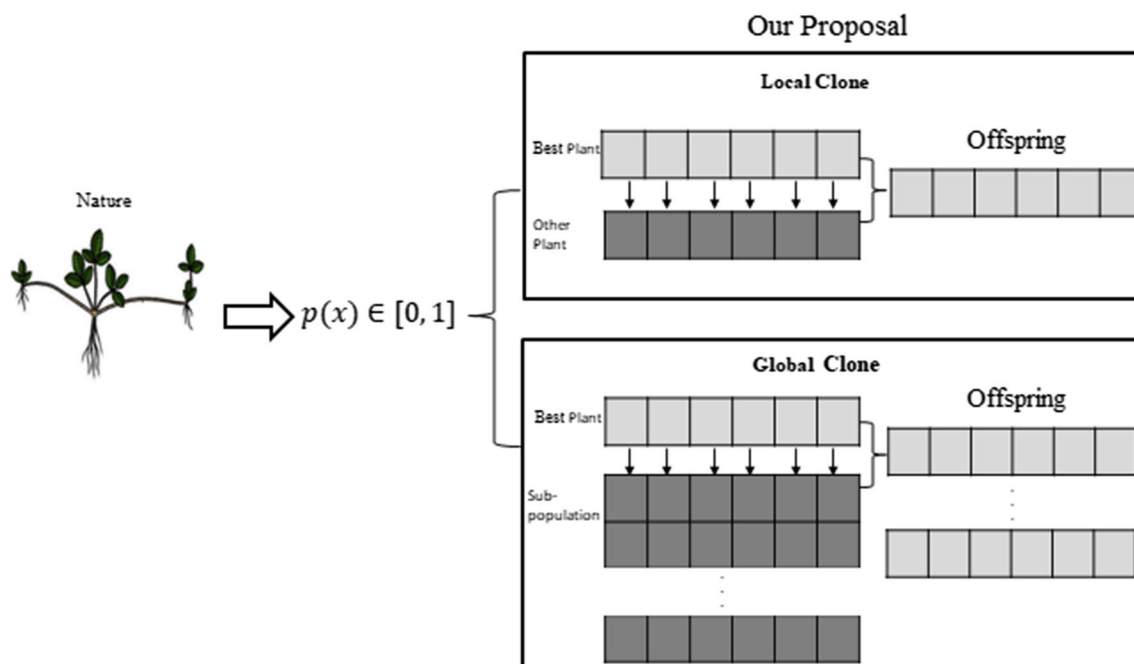 Our Proposal
Nature
p(x) ∈ [0, 1]
Local Clone
Best Plant
Other
Plant
Offspring
Global Clone
Best Plant
Sub-
population
Offspring